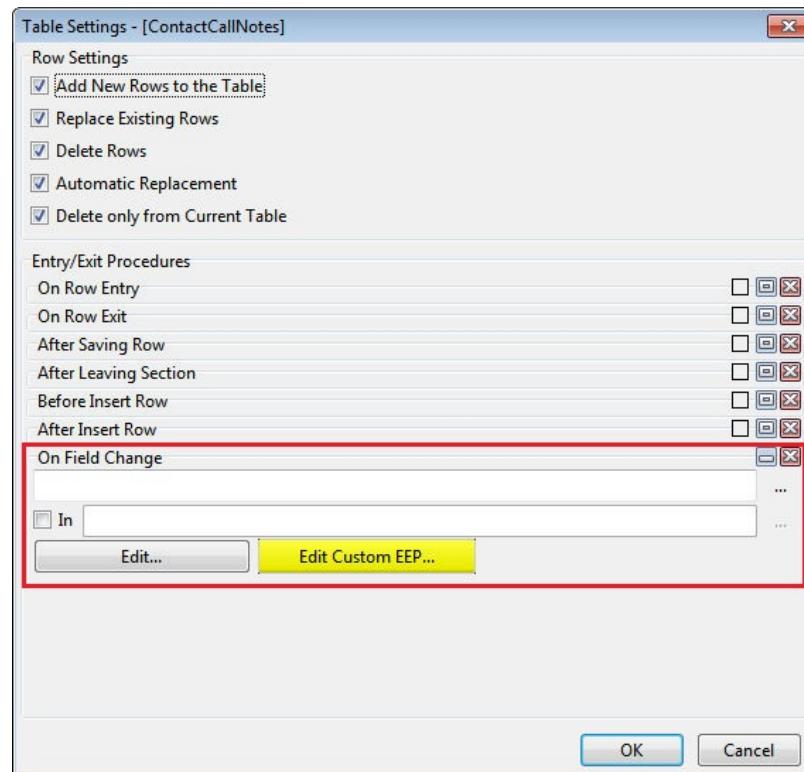 Table Settings - [ContactCallNotes]
Row Settings
Add New Rows to the Table
Replace Existing Rows
Delete Rows
Automatic Replacement
Delete only from Current Table
Entry/Exit Procedures
On Row Entry
On Row Exit
After Saving Row
After Leaving Section
Before Insert Row
After Insert Row
On Field Change
...
In ...
Edit... Edit Custom EEP...
OK Cancel